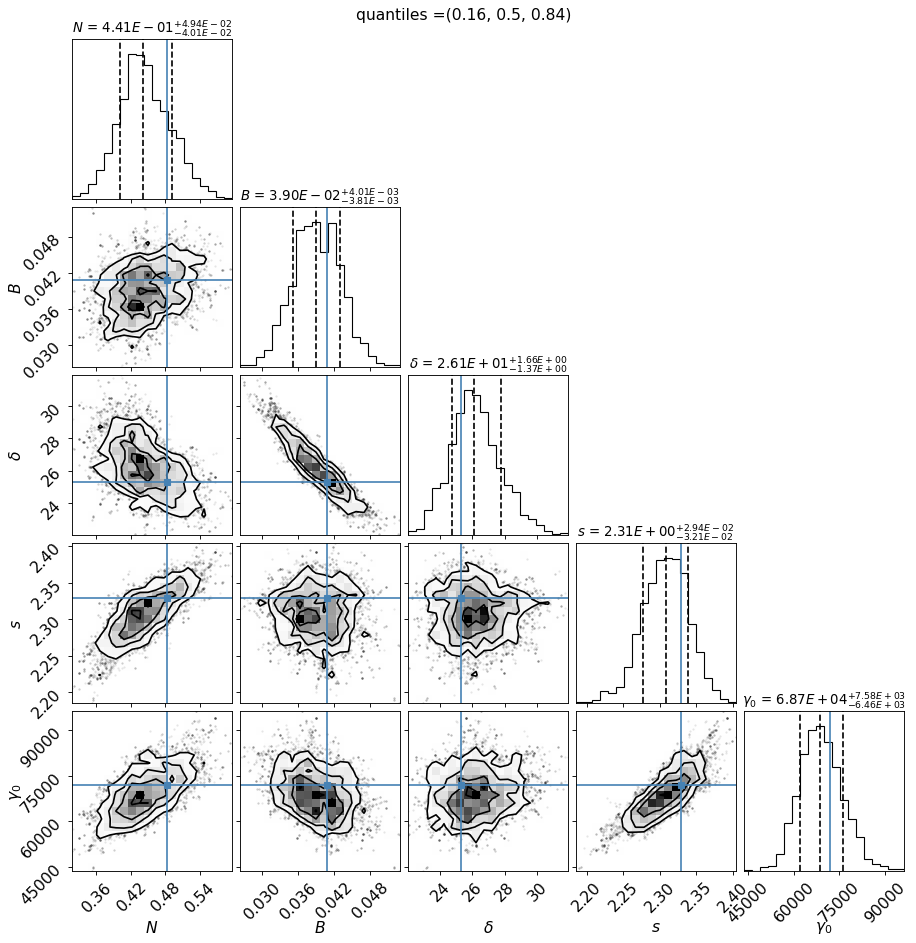 quantiles =(0.16, 0.5, 0.84)
N = 4.41E − 01 +4.94E − 02 −4.01E − 02
B = 3.90E − 02 +4.01E − 03 −3.81E − 03
0.048
0.042
0.036
0.030
B
δ = 2.61E + 01 +1.66E + 00 −1.37E + 00
30
28
26
24
δ
s = 2.31E + 00 +2.94E − 02 −3.21E − 02
2.40
2.35
2.30
2.25
2.20
s
γ0 = 6.87E + 04 +7.58E + 03 −6.46E + 03
90000
75000
60000
45000
γ0
0.36 0.42 0.48 0.54
0.030 0.036 0.042 0.048
24 26 28 30
2.20 2.25 2.30 2.35 2.40
45000 60000 75000 90000
N B δ s γ0